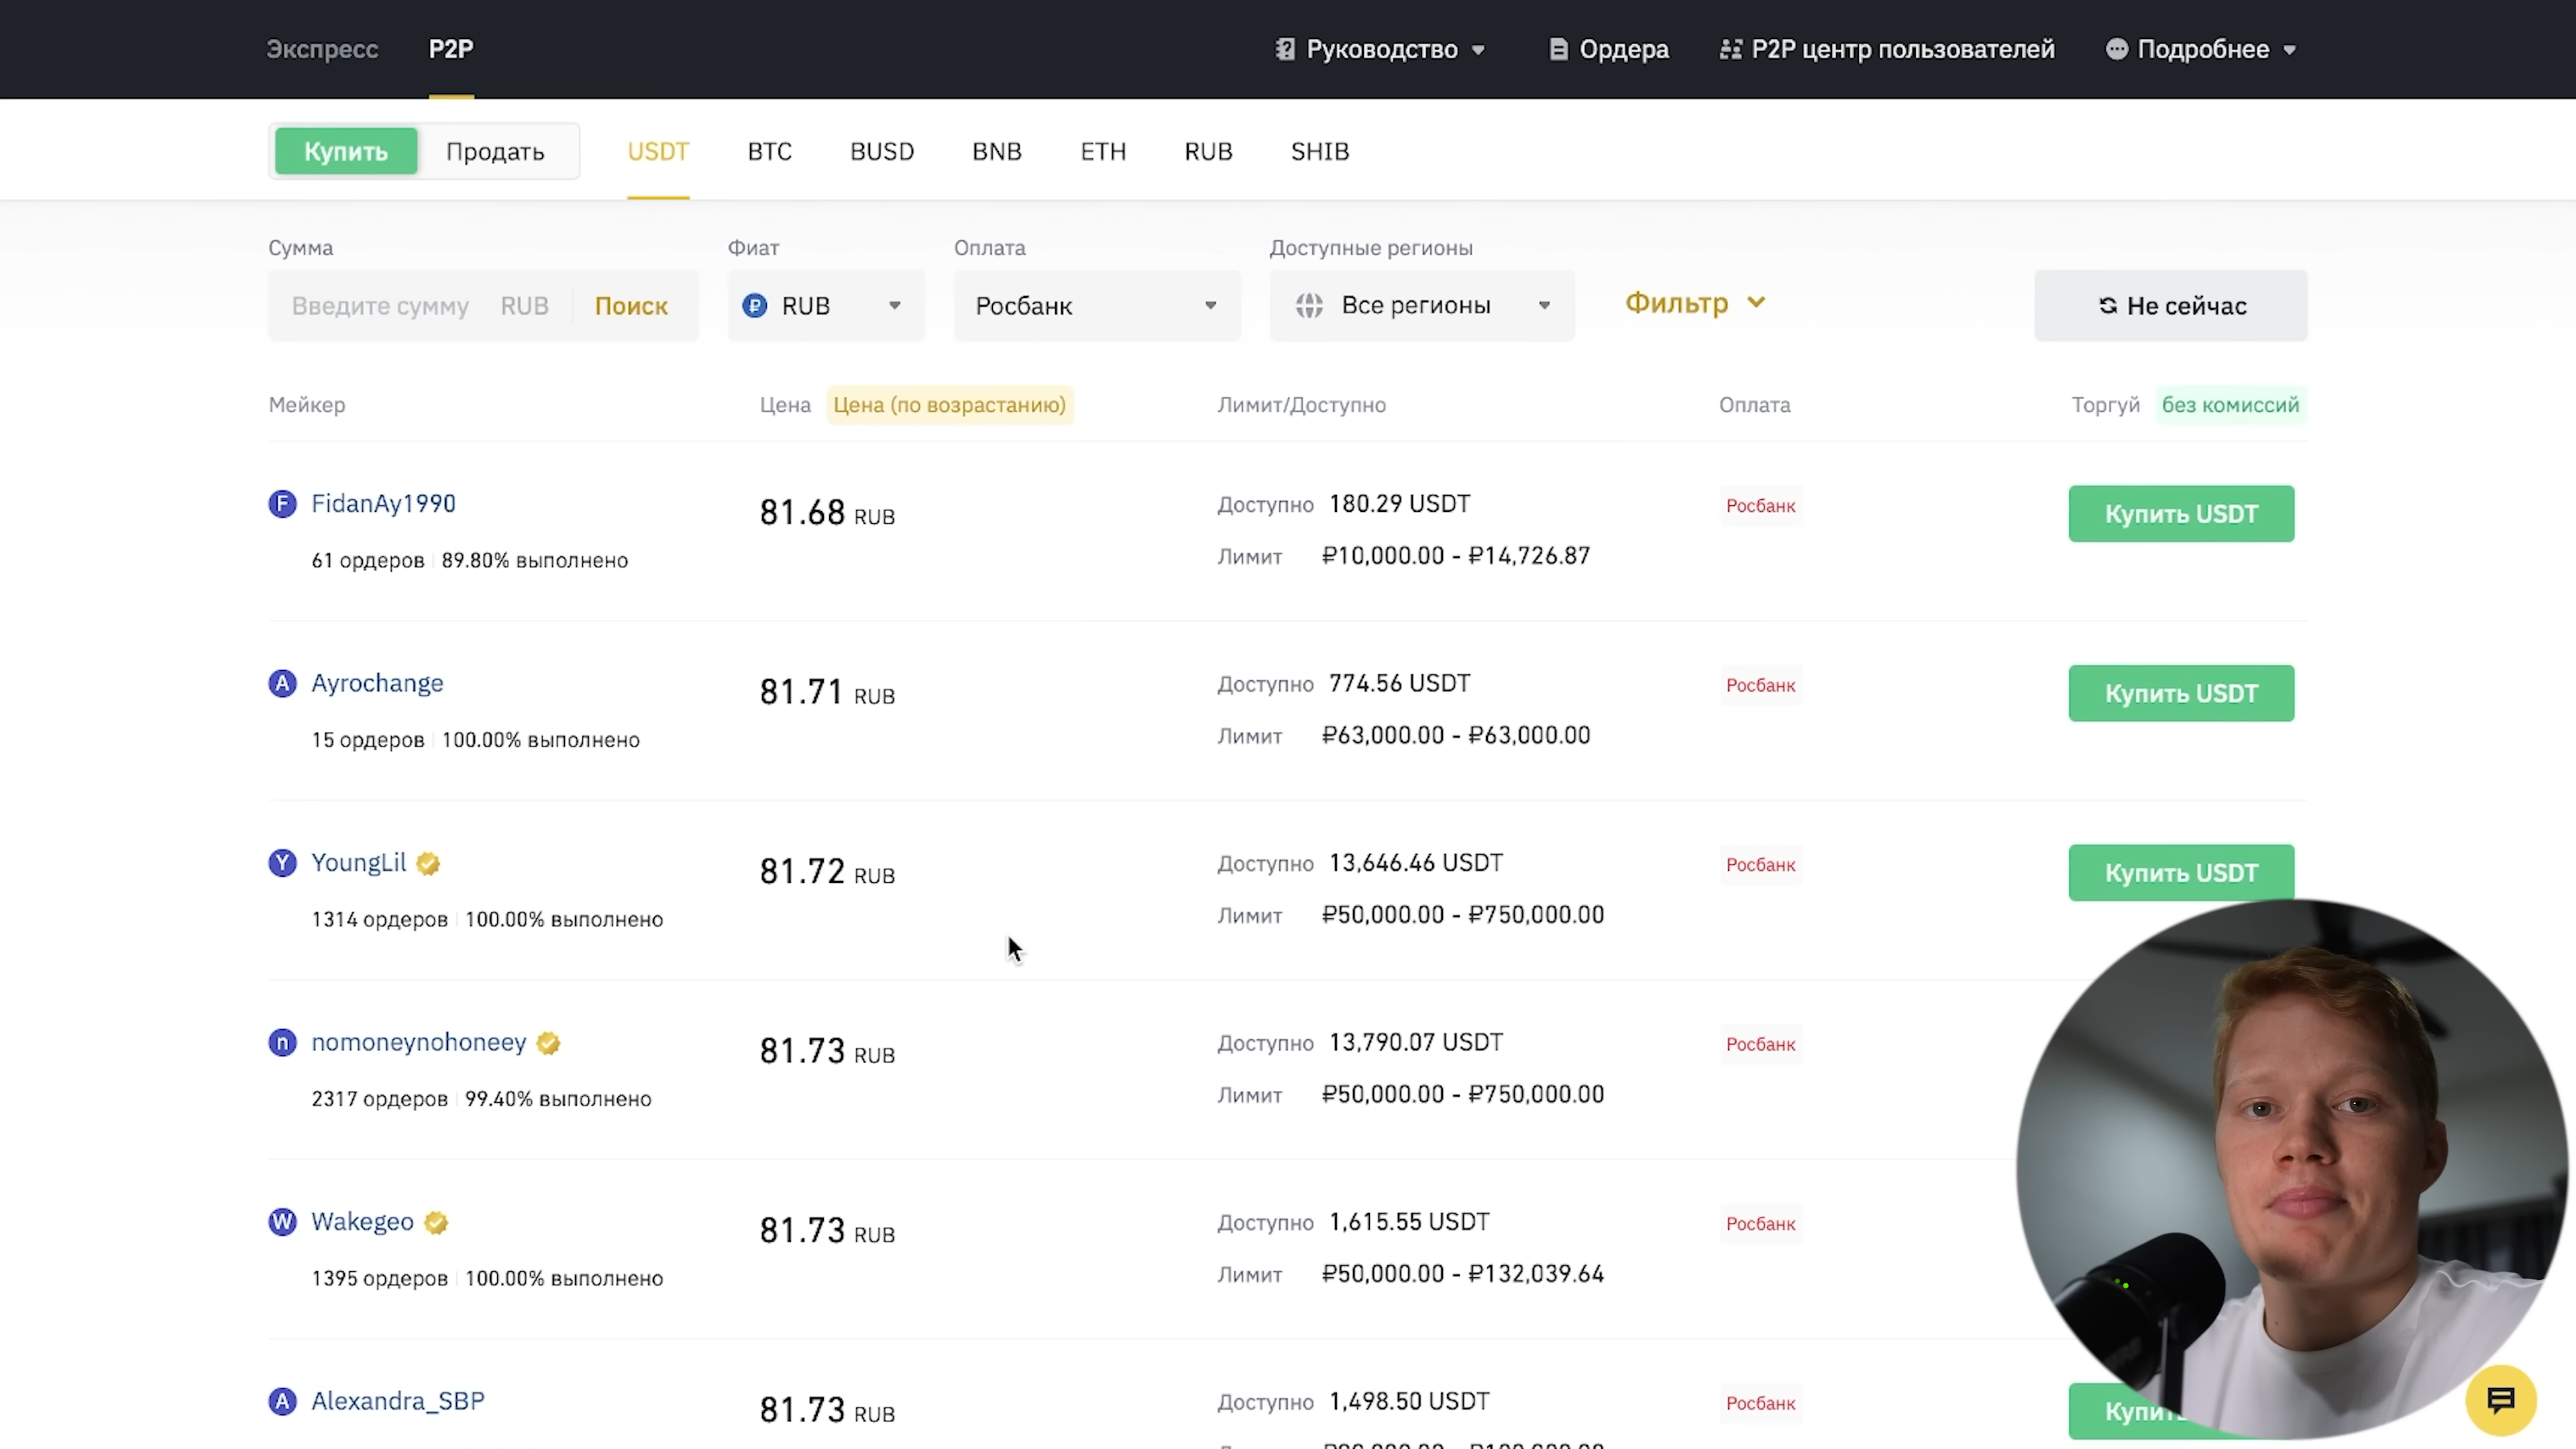 Экспресс P2P Руководство Ордера P2P центр пользователей Подробнее
Купить Продать USDT BTC BUSD BNB ETH RUB SHIB
Сумма Фиат Оплата Доступные регионы
Введите сумму RUB Поиск RUB Росбанк Все регионы Фильтр Не сейчас
Мейкер Цена Цена (по возрастанию) Лимит/Доступно Оплата Торгуй без комиссий
F FidanAy1990 81.68 RUB Доступно 180.29 USDT Росбанк Купить USDT
61 ордеров 89.80% выполнено Лимит ₽10,000.00 - ₽14,726.87
A Ayrochange 81.71 RUB Доступно 774.56 USDT Росбанк Купить USDT
15 ордеров 100.00% выполнено Лимит ₽63,000.00 - ₽63,000.00
Y YoungLil 81.72 RUB Доступно 13,646.46 USDT Росбанк Купить USDT
1314 ордеров 100.00% выполнено Лимит ₽50,000.00 - ₽750,000.00
n nomoneynohoneey 81.73 RUB Доступно 13,790.07 USDT Росбанк
2317 ордеров 99.40% выполнено Лимит ₽50,000.00 - ₽750,000.00
W Wakegeo 81.73 RUB Доступно 1,615.55 USDT Росбанк
1395 ордеров 100.00% выполнено Лимит ₽50,000.00 - ₽132,039.64
A Alexandra_SBP 81.73 RUB Доступно 1,498.50 USDT Росбанк